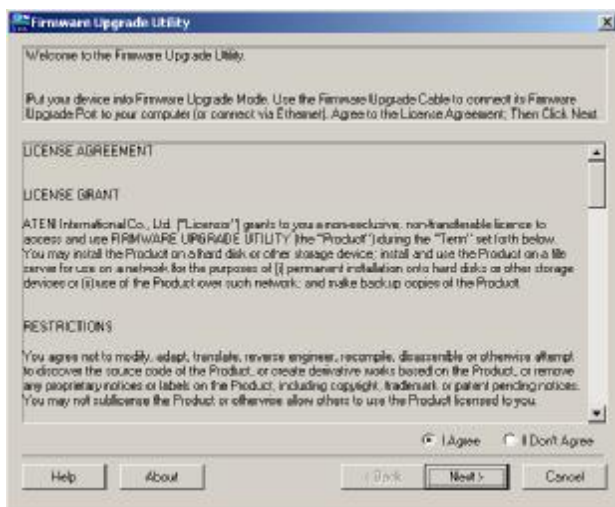 Firmware Upgrade Utility
Welcome to the Firmware Upgrade Utility.
Put your device into Firmware Upgrade Mode. Use the Firmware Upgrade Cable to connect its Firmware
Upgrade Port to your computer (or connect via Ethernet). Agree to the License Agreement; Then Click Next.
LICENSE AGREEMENT
LICENSE GRANT
ATEN International Co., Ltd. ("Licensor") grants to you a non-exclusive, non-transferable licence to
access and use FIRMWARE UPGRADE UTILITY (the "Product") during the "Term" set forth below.
You may install the Product on a hard disk or other storage device; install and use the Product on a file
server for use on a network for the purposes of (i) permanent installation onto hard disks or other storage
devices or (ii) use of the Product over such network; and make backup copies of the Product.
RESTRICTIONS
You agree not to modify, adapt, translate, reverse engineer, recompile, disassemble or otherwise attempt
to discover the source code of the Product, or create derivative works based on the Product, or remove
any proprietary notices or labels on the Product, including copyright, trademark or patent pending notices.
You may not sublicense the Product or otherwise allow others to use the Product licensed to you.
I Agree I Don't Agree
Help About < Back Next > Cancel